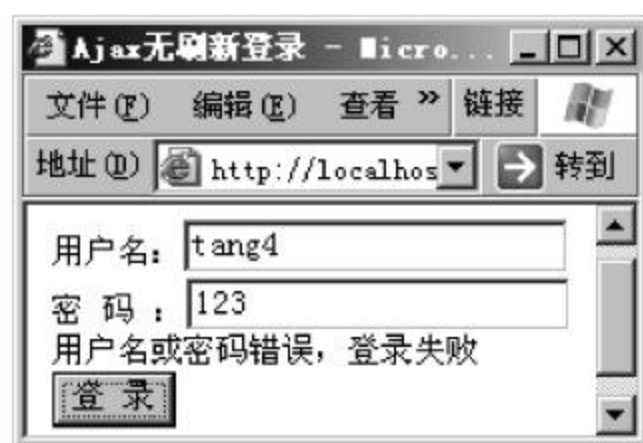 Ajax无刷新登录 - Micro...
文件(F) 编辑(E) 查看 » 链接
地址(D) http://localhos 转到
用户名: tang4
密 码 : 123
用户名或密码错误，登录失败
登 录